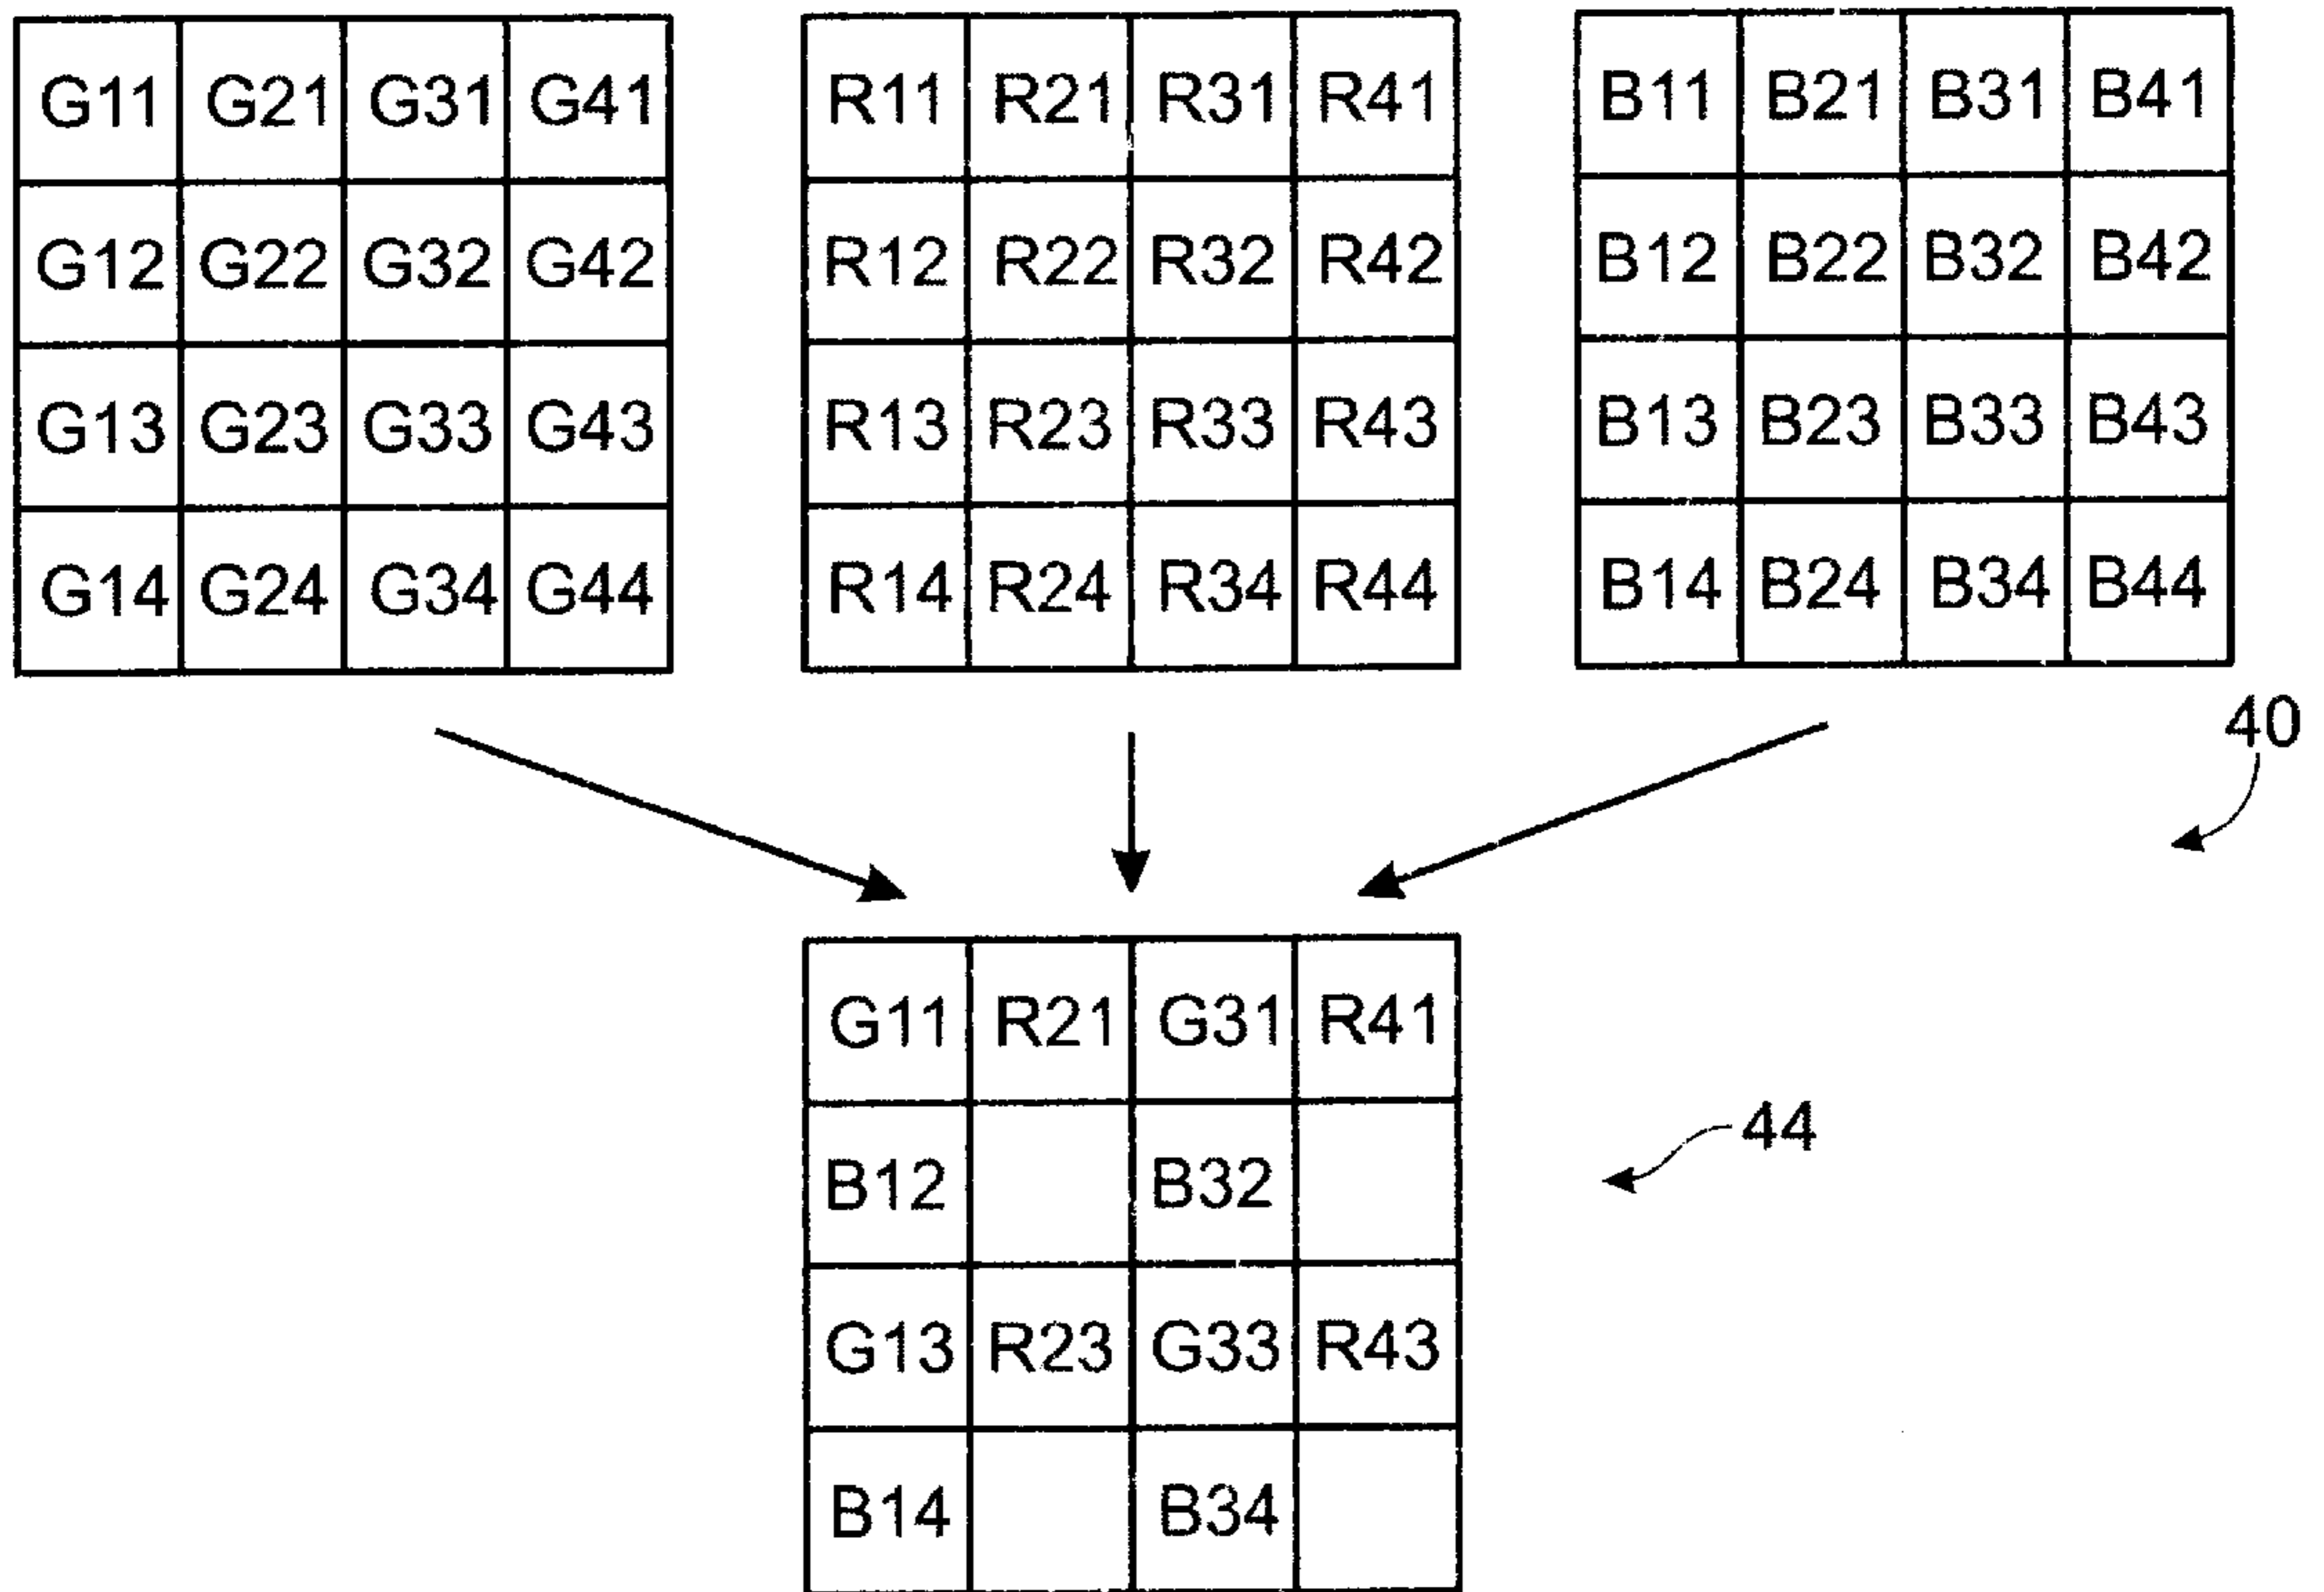 G11 G21 G31 G41 R11 R21 R31 R41 B11 B21 B31 B41
G12 G22 G32 G42 R12 R22 R32 R42 B12 B22 B32 B42
G13 G23 G33 G43 R13 R23 R33 R43 B13 B23 B33 B43
G14 G24 G34 G44 R14 R24 R34 R44 B14 B24 B34 B44
40
G11 R21 G31 R41
44
B12 B32
G13 R23 G33 R43
B14 B34